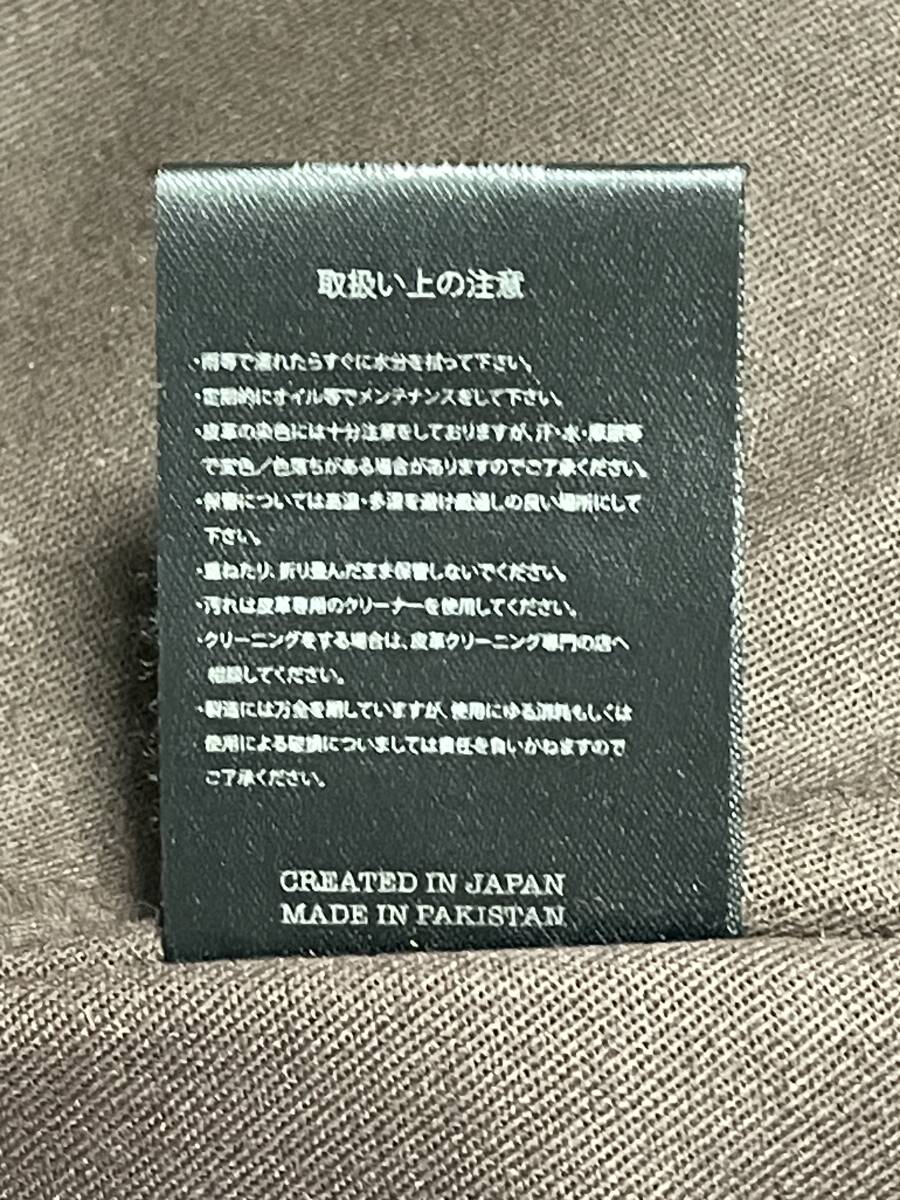 取扱い上の注意
・雨等で濡れたらすぐに水分を拭って下さい。
・定期的にオイル等でメンテナンスをして下さい。
・皮革の染色には十分注意をしておりますが、汗・水・摩擦等
で変色／色落ちがある場合がありますのでご了承ください。
・保管については高温・多湿を避け風通しの良い場所にして
下さい。
・重ねたり、折り畳んだまま保管しないでください。
・汚れは皮革専用のクリーナーを使用してください。
・クリーニングをする場合は、皮革クリーニング専門の店へ
相談してください。
・製造には万全を期していますが、使用にゆる消耗もしくは
使用による破損についましては責任を負いかねますので
ご了承ください。
CREATED IN JAPAN
MADE IN PAKISTAN